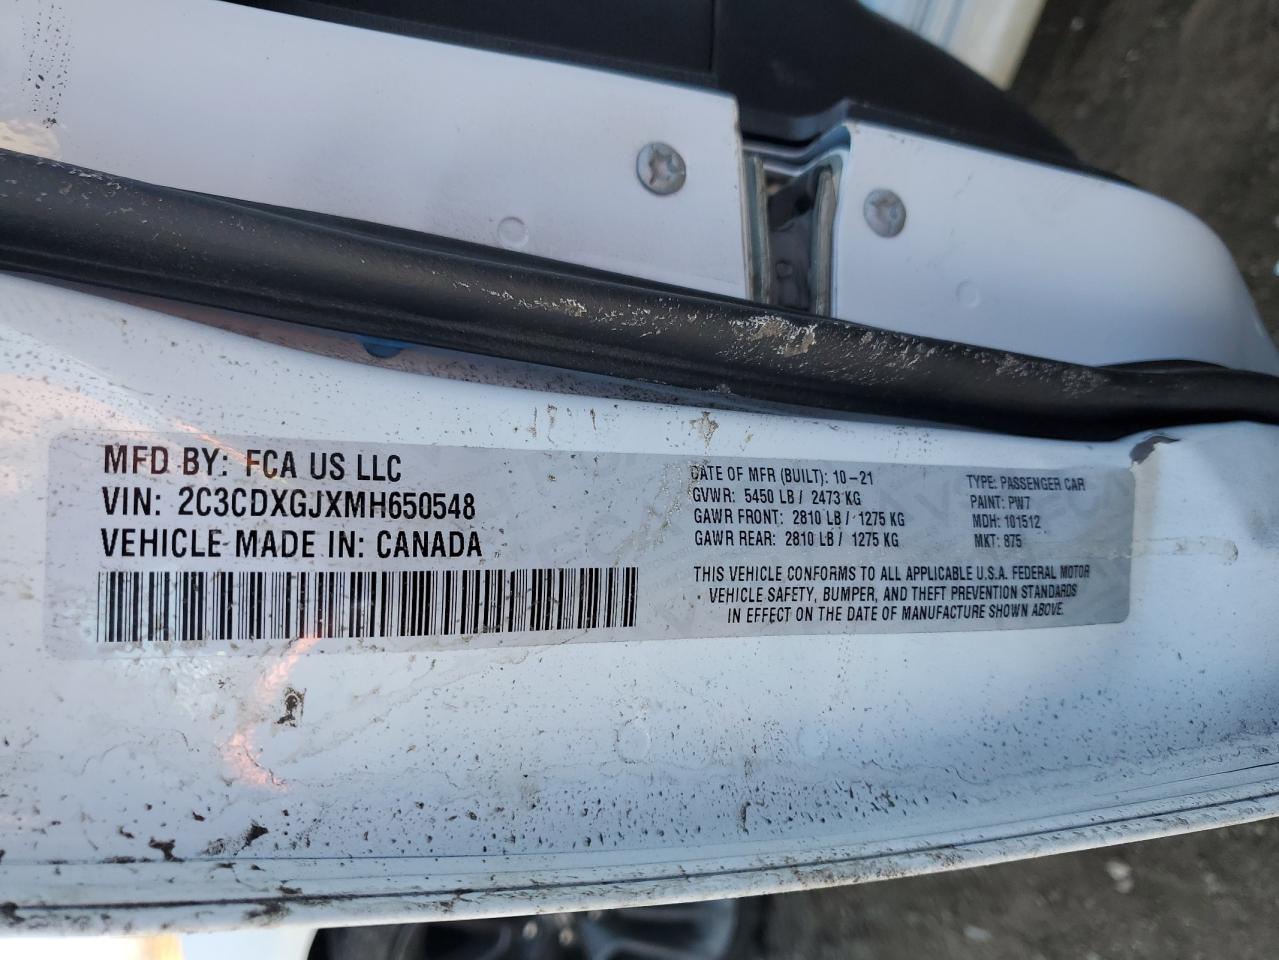 MFD BY: FCA US LLC
VIN: 2C3CDXGJXMH650548
VEHICLE MADE IN: CANADA
DATE OF MFR (BUILT): 10-21
GVWR: 5450 LB / 2473 KG
GAWR FRONT: 2810 LB / 1275 KG
GAWR REAR: 2810 LB / 1275 KG
TYPE: PASSENGER CAR
PAINT: PW7
MDH: 101512
MKT: 875
THIS VEHICLE CONFORMS TO ALL APPLICABLE U.S.A. FEDERAL MOTOR
VEHICLE SAFETY, BUMPER, AND THEFT PREVENTION STANDARDS
IN EFFECT ON THE DATE OF MANUFACTURE SHOWN ABOVE.